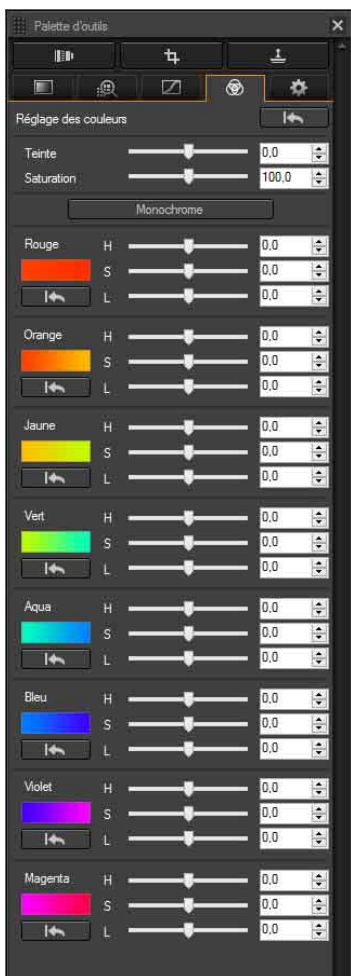 Palette d'outils
Réglage des couleurs
Teinte 0,0
Saturation 100,0
Monochrome
Rouge H 0,0
S 0,0
L 0,0
Orange H 0,0
S 0,0
L 0,0
Jaune H 0,0
S 0,0
L 0,0
Vert H 0,0
S 0,0
L 0,0
Aqua H 0,0
S 0,0
L 0,0
Bleu H 0,0
S 0,0
L 0,0
Violet H 0,0
S 0,0
L 0,0
Magenta H 0,0
S 0,0
L 0,0